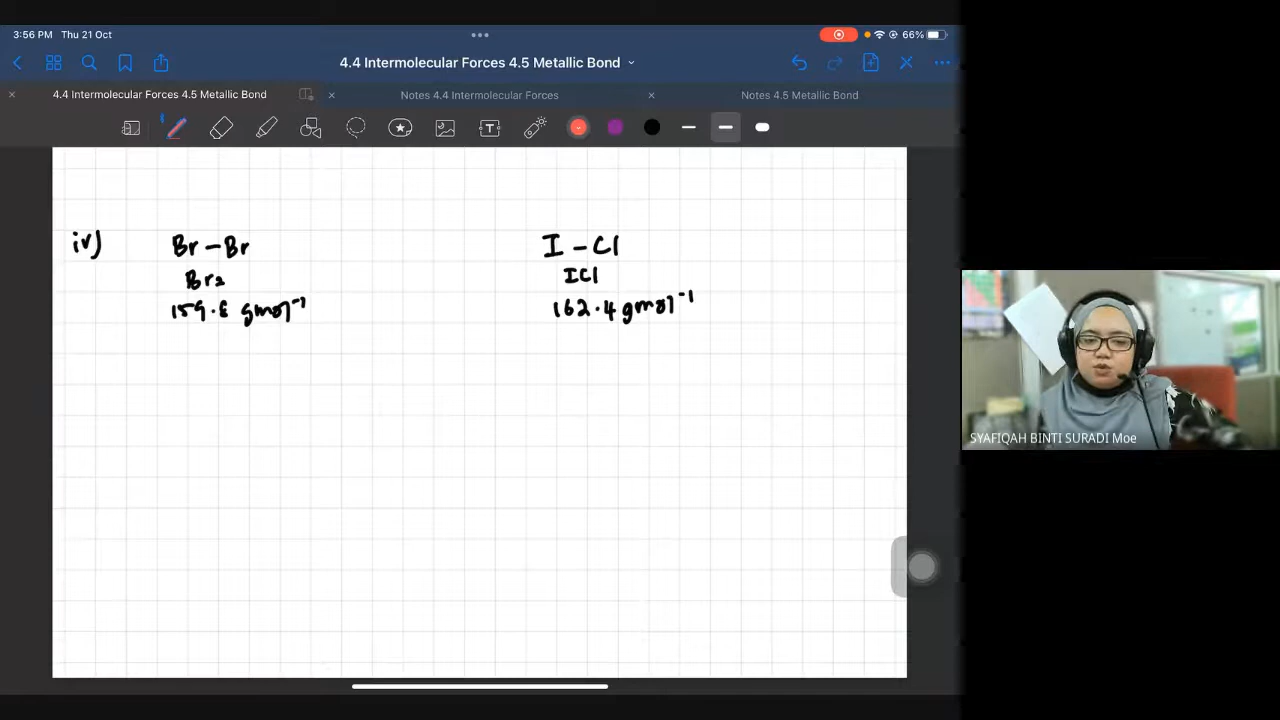 3:56 PM Thu 21 Oct
66%
4.4 Intermolecular Forces 4.5 Metallic Bond
4.4 Intermolecular Forces 4.5 Metallic Bond
Notes 4.4 Intermolecular Forces
Notes 4.5 Metallic Bond
iv) Br – Br I – Cl
Br₂ ICl
159.8 gmol⁻¹ 162.4 gmol⁻¹
SYAFIQAH BINTI SURADI Moe